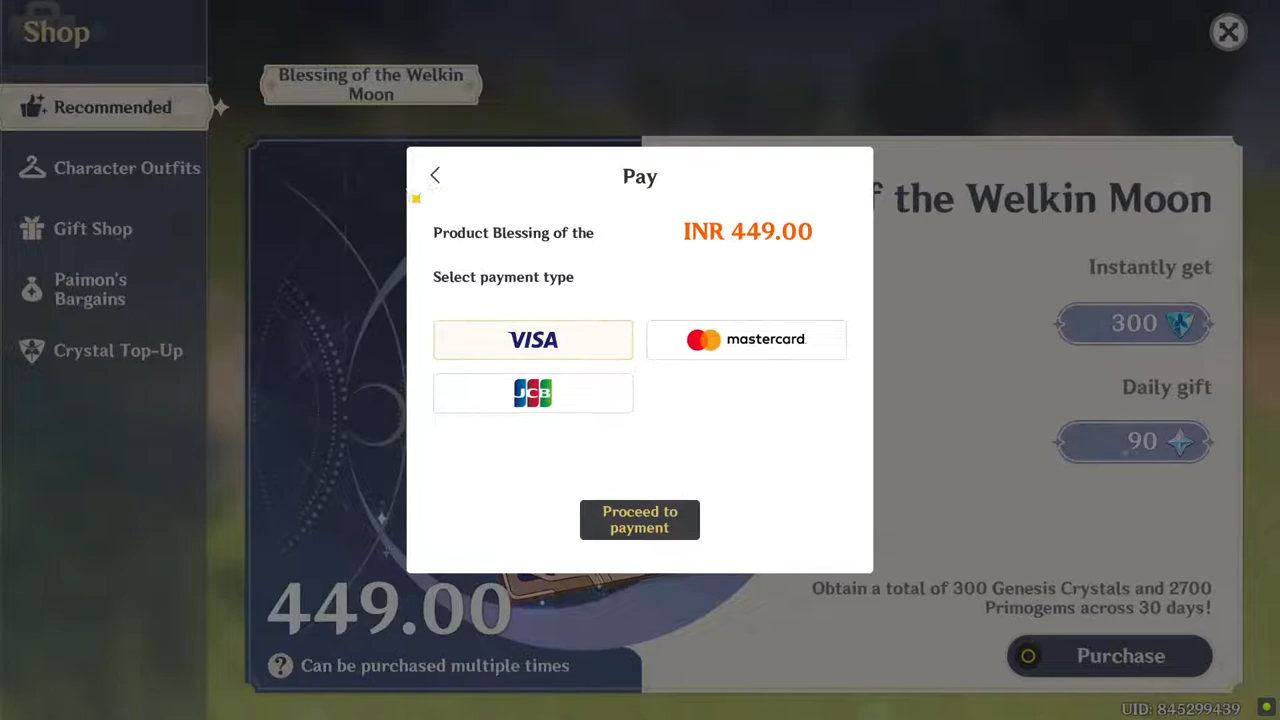 Shop
Recommended
Character Outfits
Gift Shop
Paimon's
Bargains
Crystal Top-Up
Blessing of the Welkin
Moon
Pay
Product Blessing of the
INR 449.00
Select payment type
VISA
mastercard
JCB
Proceed to
payment
f the Welkin Moon
Instantly get
300
Daily gift
90
Obtain a total of 300 Genesis Crystals and 2700
Primogems across 30 days!
449.00
? Can be purchased multiple times
Purchase
UID: 845299439